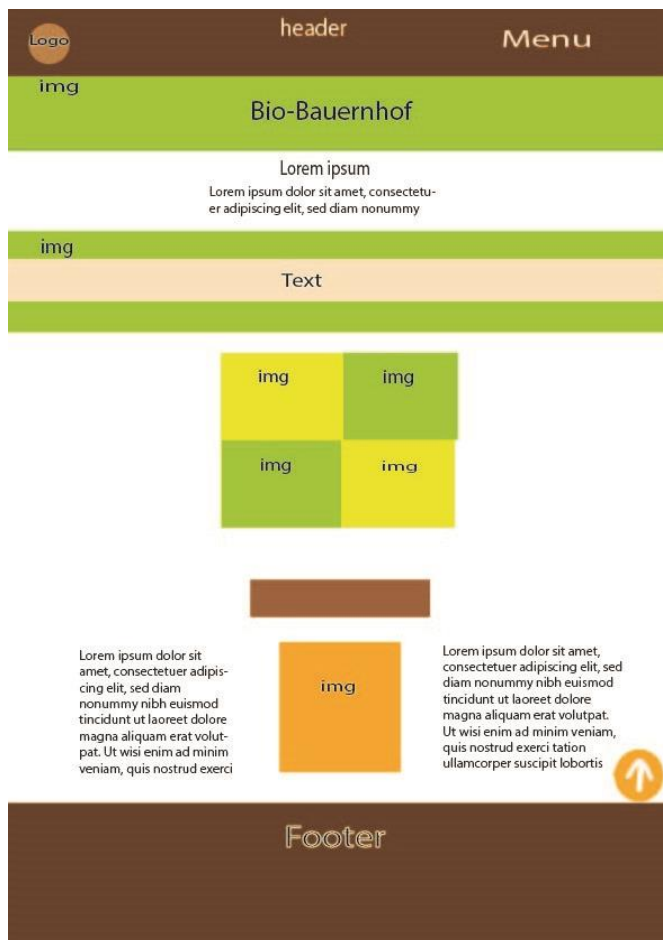 Logo
header
Menu
img
Bio-Bauernhof
Lorem ipsum
Lorem ipsum dolor sit amet, consectetu-
er adipiscing elit, sed diam nonummy
img
Text
img
img
img
img
Lorem ipsum dolor sit
amet, consectetuer adipis-
cing elit, sed diam
nonummy nibh euismod
tincidunt ut laoreet dolore
magna aliquam erat volut-
pat. Ut wisi enim ad minim
veniam, quis nostrud exerci
img
Lorem ipsum dolor sit amet,
consectetuer adipiscing elit, sed
diam nonummy nibh euismod
tincidunt ut laoreet dolore
magna aliquam erat volutpat.
Ut wisi enim ad minim veniam,
quis nostrud exerci tation
ullamcorper suscipit lobortis
Footer